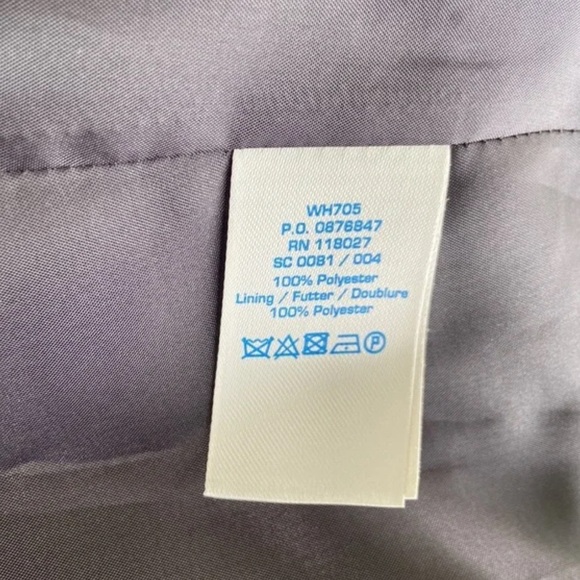 WH705
P.O. 0876847
RN 118027
SC 0081 / 004
100% Polyester
Lining / Futter / Doublure
100% Polyester
P